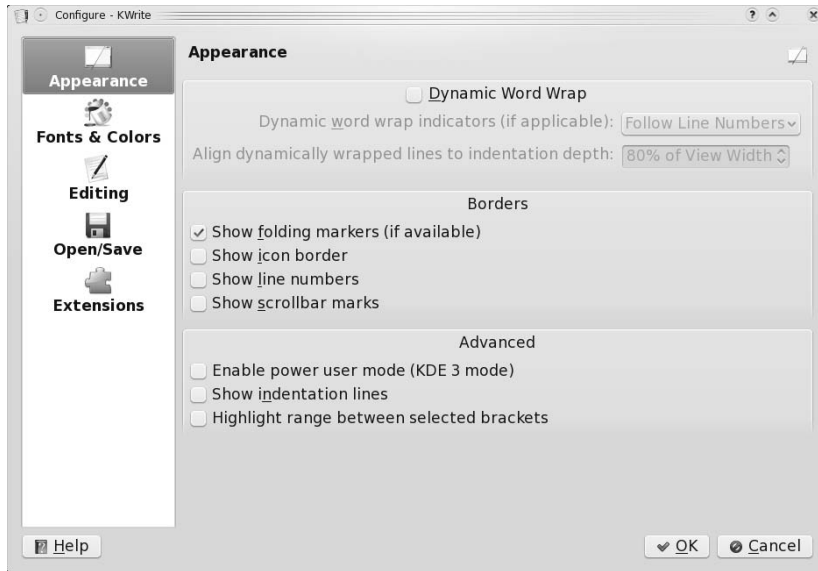 Configure - KWrite
Appearance
Fonts & Colors
Editing
Open/Save
Extensions
Appearance
Dynamic Word Wrap
Dynamic word wrap indicators (if applicable): Follow Line Numbers
Align dynamically wrapped lines to indentation depth: 80% of View Width
Borders
Show folding markers (if available)
Show icon border
Show line numbers
Show scrollbar marks
Advanced
Enable power user mode (KDE 3 mode)
Show indentation lines
Highlight range between selected brackets
Help
OK
Cancel